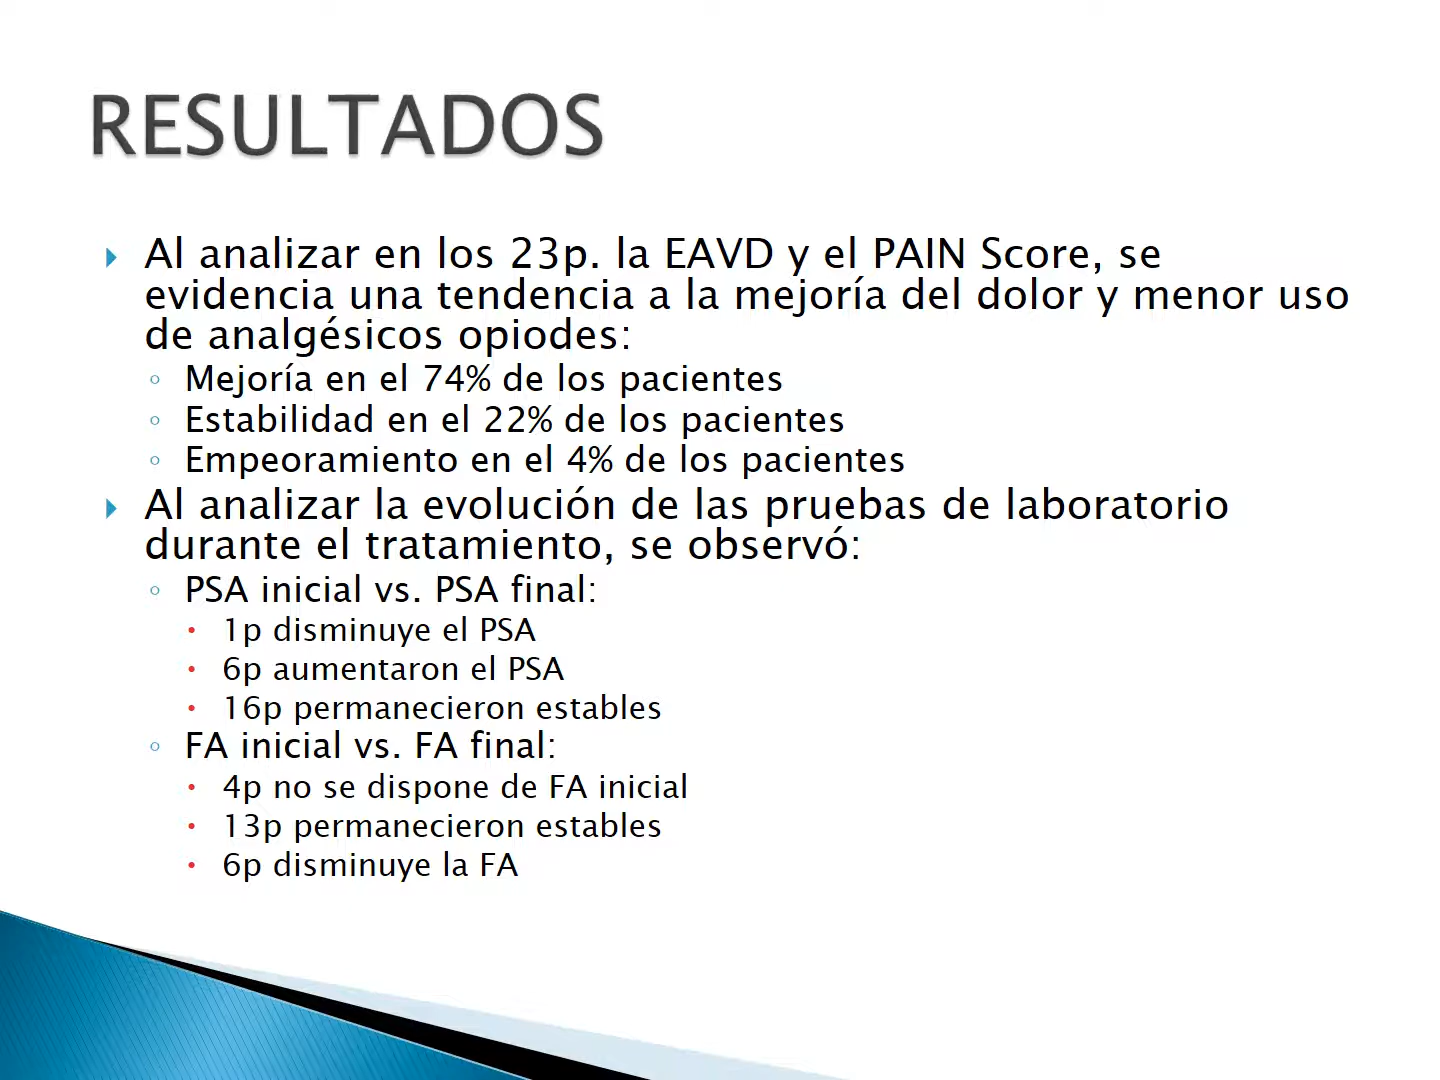 RESULTADOS
Al analizar en los 23p. la EAVD y el PAIN Score, se
evidencia una tendencia a la mejoría del dolor y menor uso
de analgésicos opiodes:
Mejoría en el 74% de los pacientes
Estabilidad en el 22% de los pacientes
Empeoramiento en el 4% de los pacientes
Al analizar la evolución de las pruebas de laboratorio
durante el tratamiento, se observó:
PSA inicial vs. PSA final:
1p disminuye el PSA
6p aumentaron el PSA
16p permanecieron estables
FA inicial vs. FA final:
4p no se dispone de FA inicial
13p permanecieron estables
6p disminuye la FA